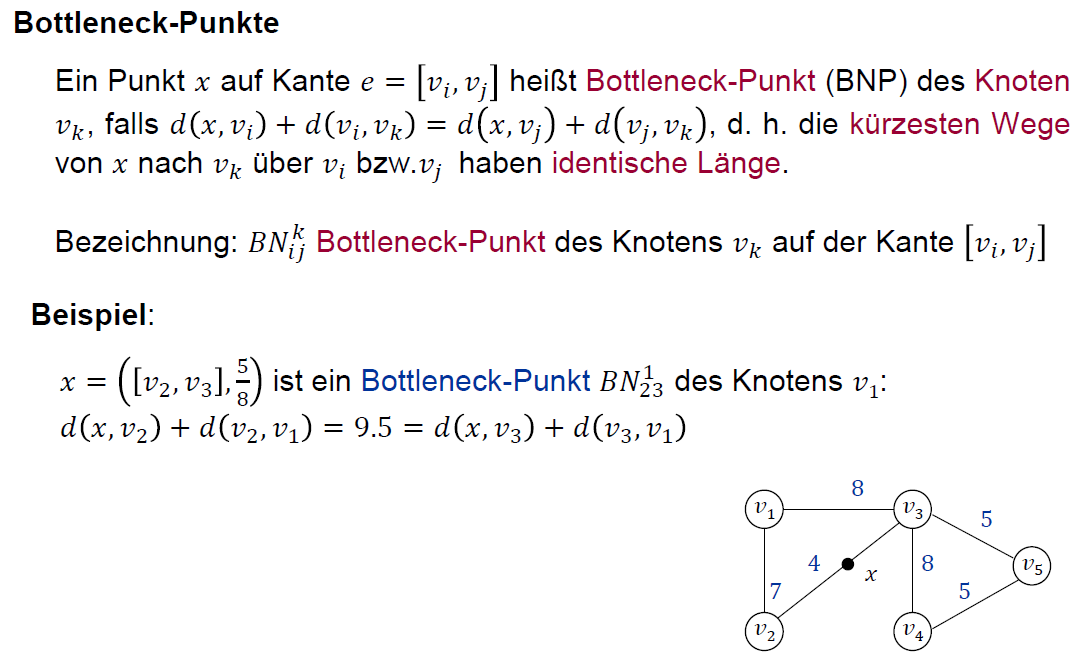 Bottleneck-Punkte
Ein Punkt x auf Kante e = [v_i, v_j] heißt Bottleneck-Punkt (BNP) des Knoten
v_k, falls d(x, v_i) + d(v_i, v_k) = d(x, v_j) + d(v_j, v_k), d. h. die kürzesten Wege
von x nach v_k über v_i bzw.v_j haben identische Länge.
Bezeichnung: BN_{ij}^k Bottleneck-Punkt des Knotens v_k auf der Kante [v_i, v_j]
Beispiel:
x = ([v_2, v_3], 5/8) ist ein Bottleneck-Punkt BN_{23}^1 des Knotens v_1:
d(x, v_2) + d(v_2, v_1) = 9.5 = d(x, v_3) + d(v_3, v_1)
8
v_1
v_3
5
4
x
8
v_5
7
5
v_2
v_4